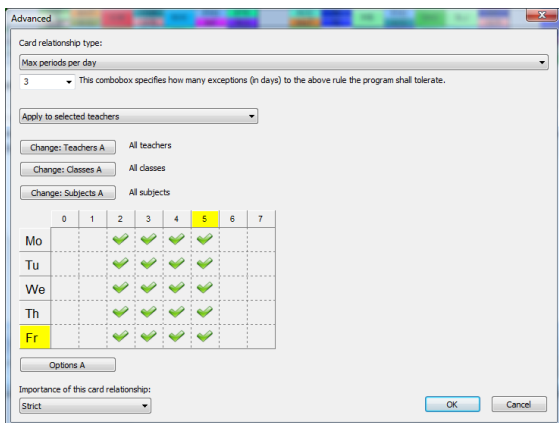 Advanced
Card relationship type:
Max periods per day
3 This combobox specifies how many exceptions (in days) to the above rule the program shall tolerate.
Apply to selected teachers
Change: Teachers A All teachers
Change: Classes A All classes
Change: Subjects A All subjects
0 1 2 3 4 5 6 7
Mo
Tu
We
Th
Fr
Options A
Importance of this card relationship:
Strict
OK Cancel